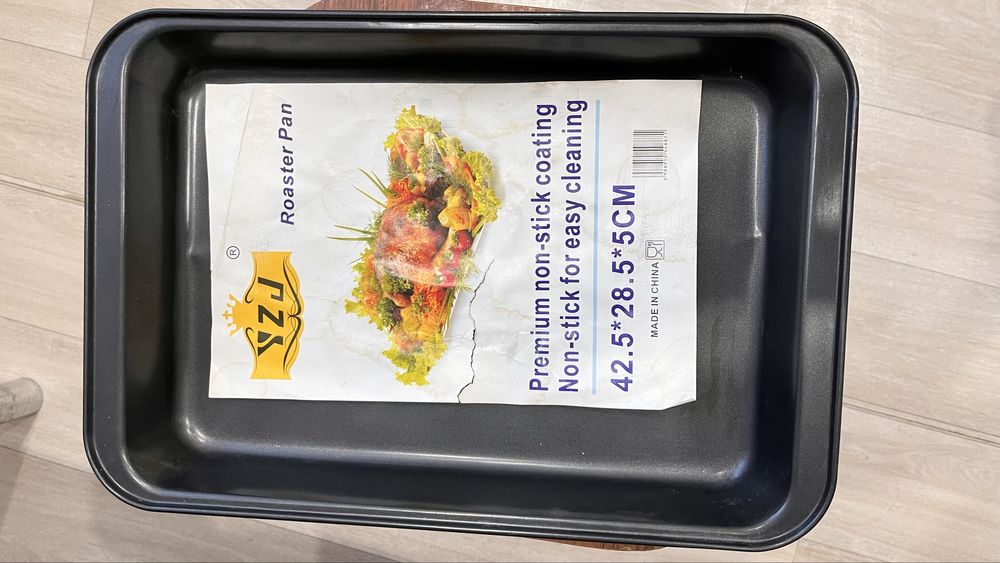 YZJ
®
Roaster Pan
Premium non-stick coating
Non-stick for easy cleaning
42.5*28.5*5CM
MADE IN CHINA